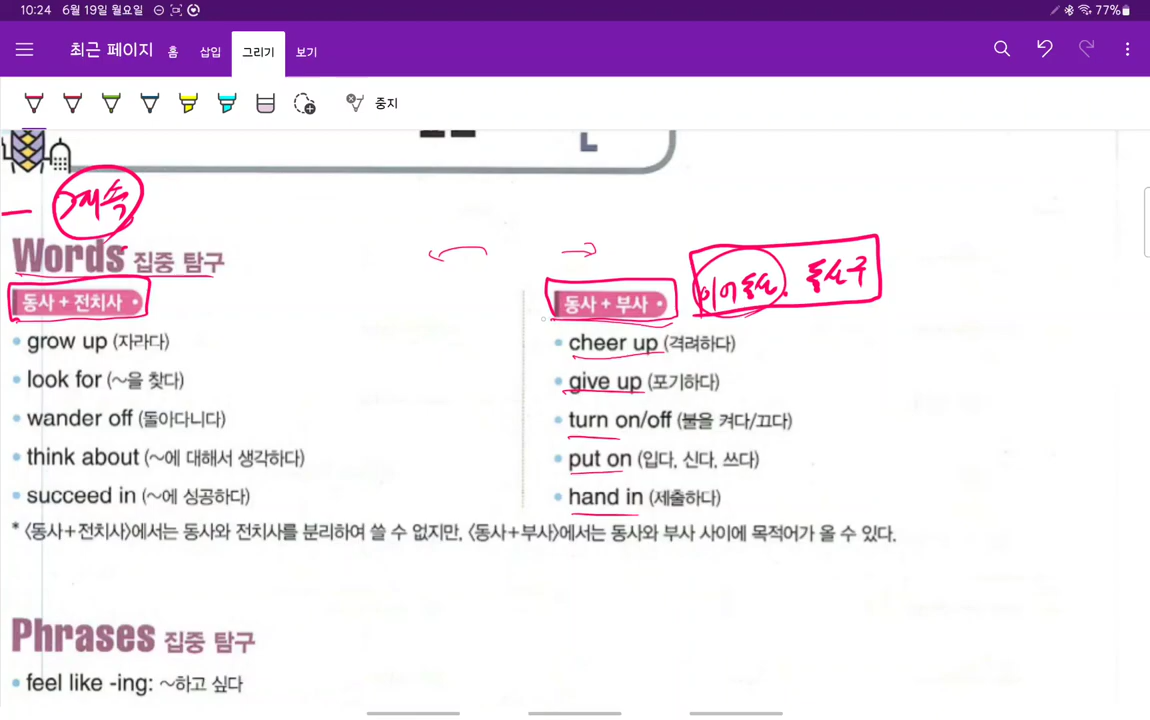 10:24 6월 19일 월요일 77%
최근 페이지 홈 삽입 그리기 보기
중지
계속
Words 집중 탐구
이어동사. 동사구
동사 + 전치사
grow up (자라다)
look for (~을 찾다)
wander off (돌아다니다)
think about (~에 대해서 생각하다)
succeed in (~에 성공하다)
동사 + 부사
cheer up (격려하다)
give up (포기하다)
turn on/off (불을 켜다/끄다)
put on (입다, 신다, 쓰다)
hand in (제출하다)
* 〈동사+전치사〉에서는 동사와 전치사를 분리하여 쓸 수 없지만, 〈동사+부사〉에서는 동사와 부사 사이에 목적어가 올 수 있다.
Phrases 집중 탐구
feel like -ing: ~하고 싶다